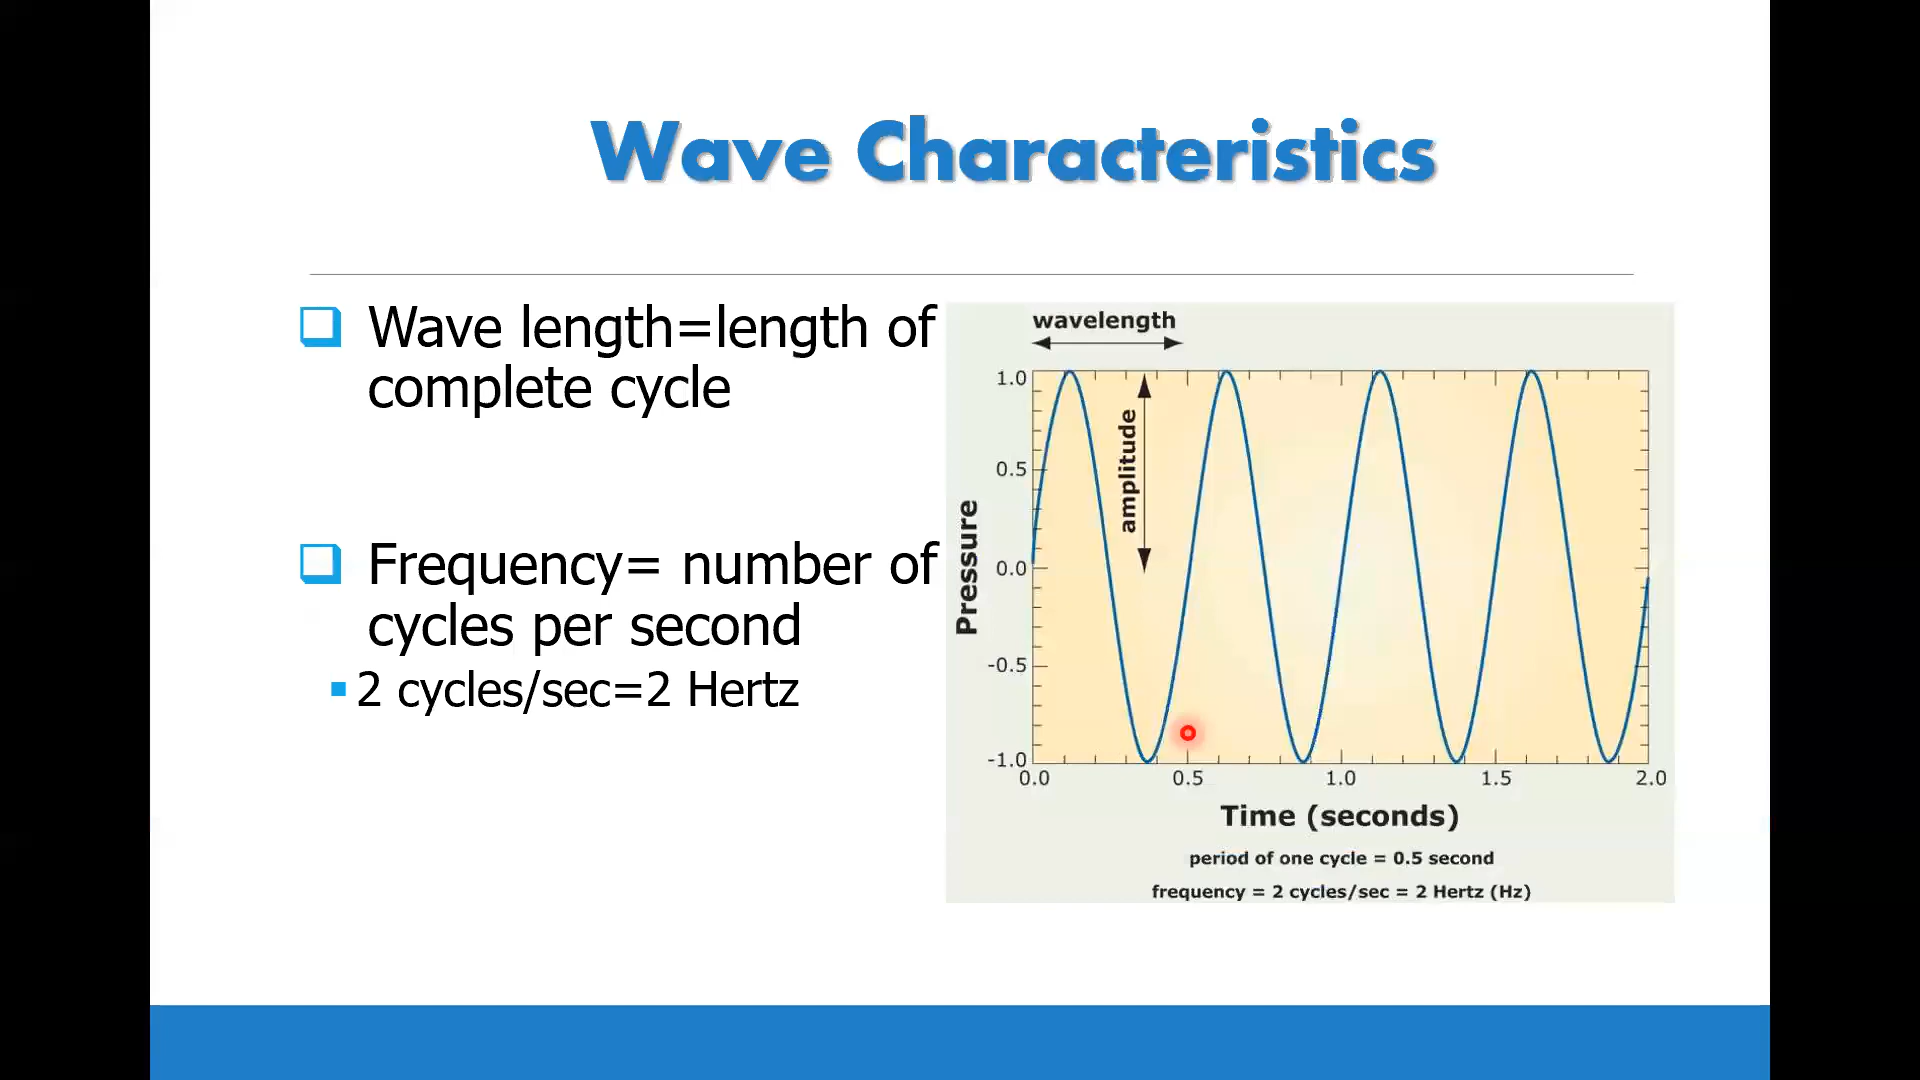 Wave Characteristics
Wave length=length of
complete cycle
Frequency= number of
cycles per second
2 cycles/sec=2 Hertz
wavelength
amplitude
Pressure
1.0
0.5
0.0
-0.5
-1.0
0.0 0.5 1.0 1.5 2.0
Time (seconds)
period of one cycle = 0.5 second
frequency = 2 cycles/sec = 2 Hertz (Hz)